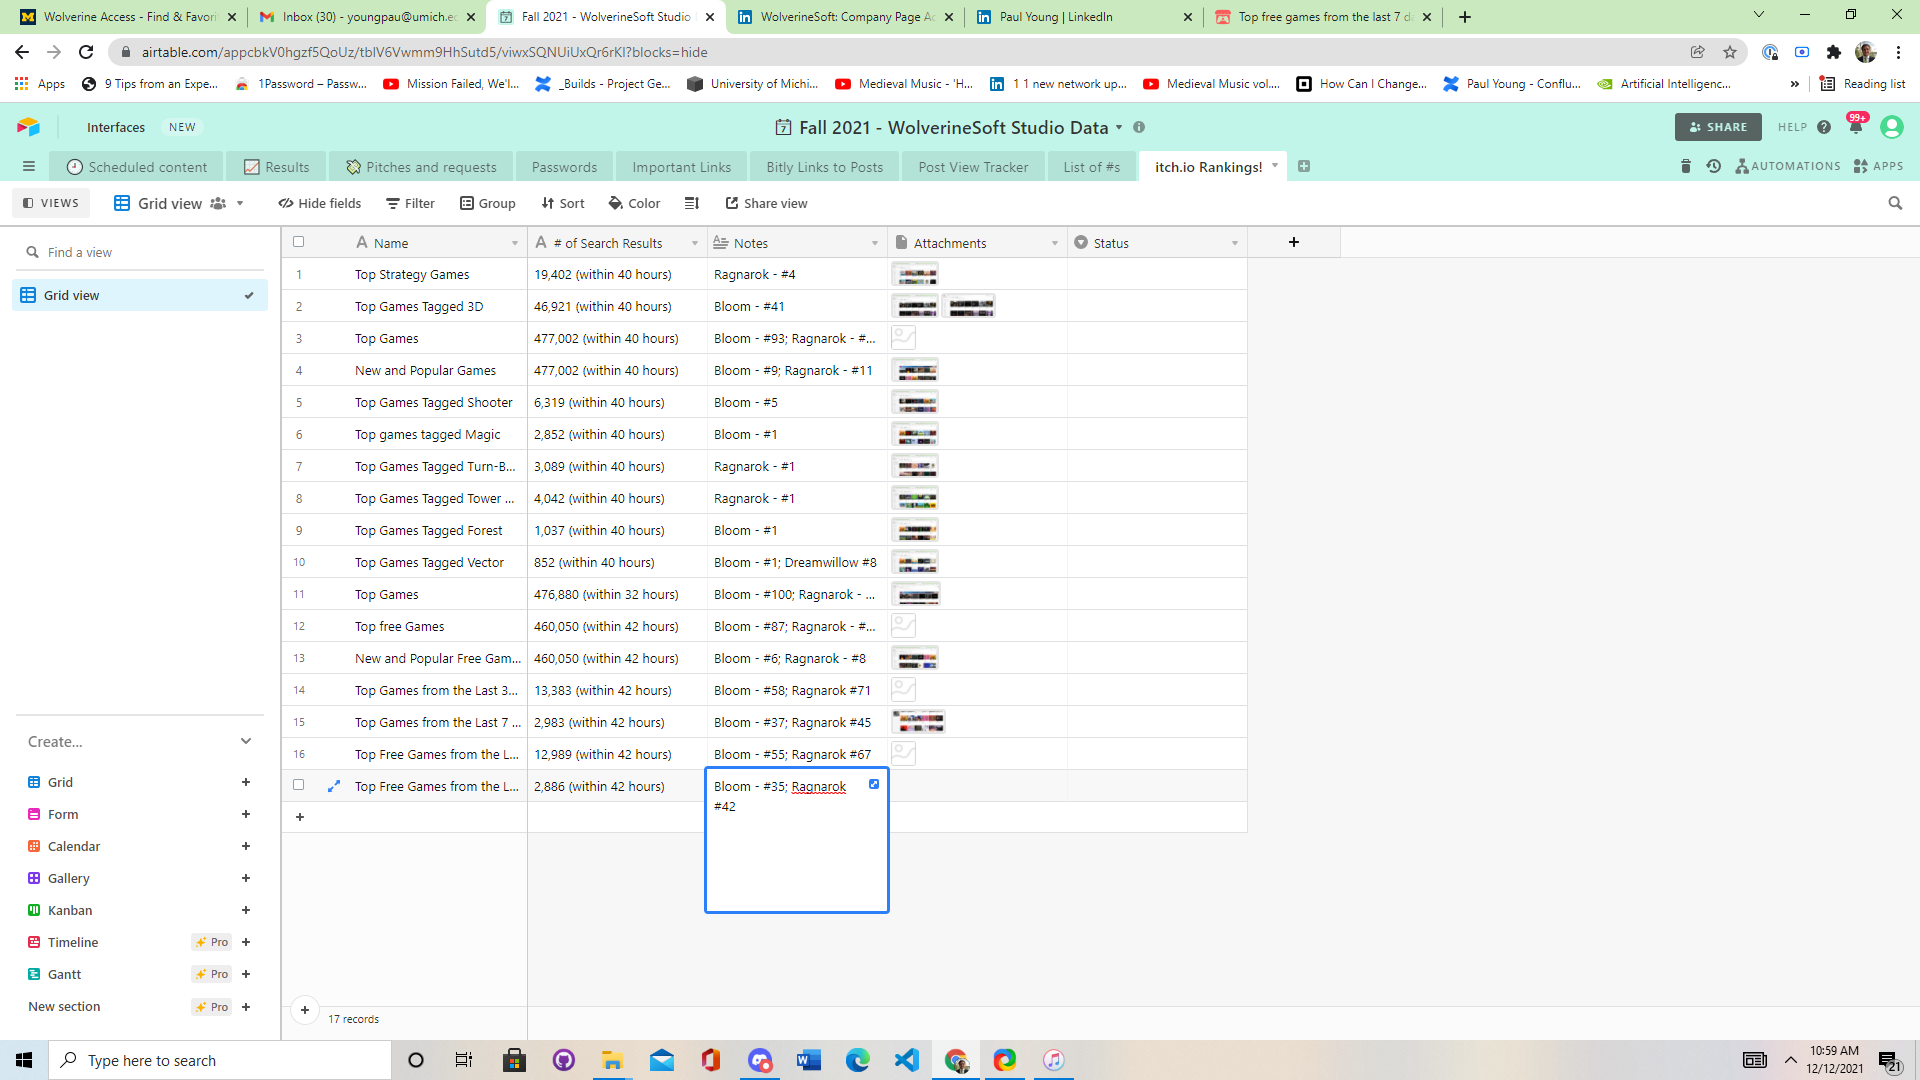 Wolverine Access - Find & Favori
Inbox (30) - youngpau@umich.ed
Fall 2021 - WolverineSoft Studio
WolverineSoft: Company Page Ad
Paul Young | LinkedIn
Top free games from the last 7 da
airtable.com/appcbkV0hgzf5QoUz/tblV6Vwmm9HhSutd5/viwxSQNUiUxQr6rKl?blocks=hide
Apps
9 Tips from an Expe...
1Password – Passw...
Mission Failed, We'l...
_Builds - Project Ge...
University of Michi...
Medieval Music - 'H...
1 1 new network up...
Medieval Music vol....
How Can I Change...
Paul Young - Conflu...
Artificial Intelligenc...
»
Reading list
Interfaces NEW
Fall 2021 - WolverineSoft Studio Data
SHARE
HELP
99+
Scheduled content
Results
Pitches and requests
Passwords
Important Links
Bitly Links to Posts
Post View Tracker
List of #s
itch.io Rankings!
AUTOMATIONS
APPS
VIEWS
Grid view
Hide fields
Filter
Group
Sort
Color
Share view
Find a view
Grid view
Name # of Search Results Notes Attachments Status
1 Top Strategy Games 19,402 (within 40 hours) Ragnarok - #4
2 Top Games Tagged 3D 46,921 (within 40 hours) Bloom - #41
3 Top Games 477,002 (within 40 hours) Bloom - #93; Ragnarok - #...
4 New and Popular Games 477,002 (within 40 hours) Bloom - #9; Ragnarok - #11
5 Top Games Tagged Shooter 6,319 (within 40 hours) Bloom - #5
6 Top games tagged Magic 2,852 (within 40 hours) Bloom - #1
7 Top Games Tagged Turn-B... 3,089 (within 40 hours) Ragnarok - #1
8 Top Games Tagged Tower ... 4,042 (within 40 hours) Ragnarok - #1
9 Top Games Tagged Forest 1,037 (within 40 hours) Bloom - #1
10 Top Games Tagged Vector 852 (within 40 hours) Bloom - #1; Dreamwillow #8
11 Top Games 476,880 (within 32 hours) Bloom - #100; Ragnarok - ...
12 Top free Games 460,050 (within 42 hours) Bloom - #87; Ragnarok - #...
13 New and Popular Free Gam... 460,050 (within 42 hours) Bloom - #6; Ragnarok - #8
14 Top Games from the Last 3... 13,383 (within 42 hours) Bloom - #58; Ragnarok #71
15 Top Games from the Last 7 ... 2,983 (within 42 hours) Bloom - #37; Ragnarok #45
16 Top Free Games from the L... 12,989 (within 42 hours) Bloom - #55; Ragnarok #67
Top Free Games from the L... 2,886 (within 42 hours) Bloom - #35; Ragnarok
#42
Create...
Grid
Form
Calendar
Gallery
Kanban
Timeline Pro
Gantt Pro
New section Pro
17 records
Type here to search
10:59 AM
12/12/2021
21